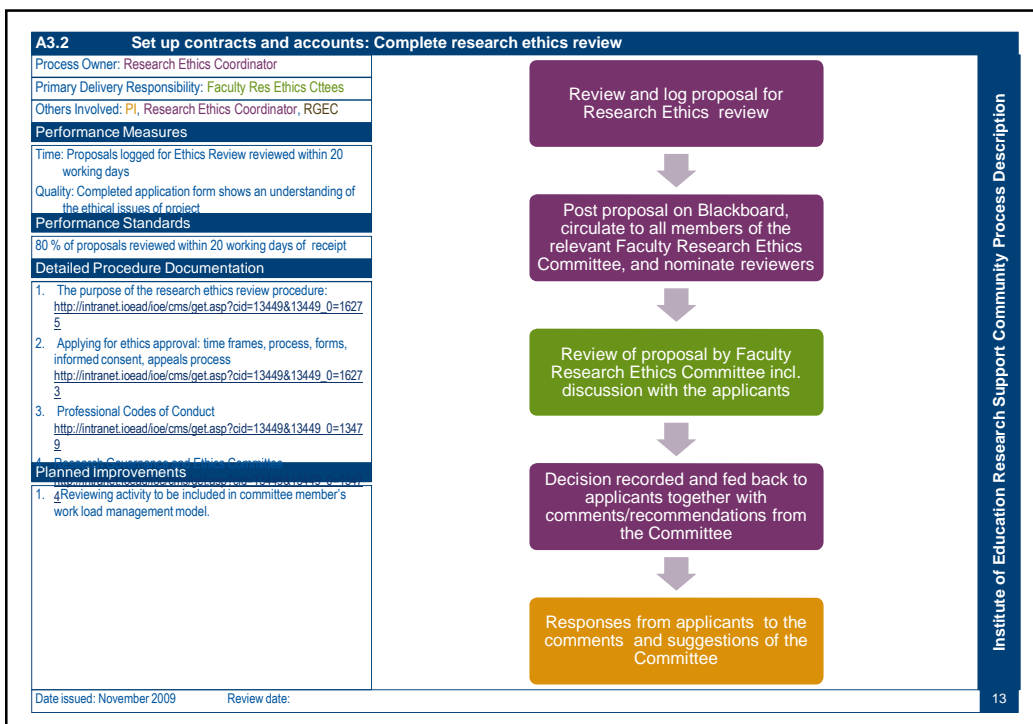 A3.2 Set up contracts and accounts: Complete research ethics review
Process Owner: Research Ethics Coordinator
Primary Delivery Responsibility: Faculty Res Ethics Cttees
Others Involved: PI, Research Ethics Coordinator, RGEC
Performance Measures
Time: Proposals logged for Ethics Review reviewed within 20
working days
Quality: Completed application form shows an understanding of
the ethical issues of project
Performance Standards
80 % of proposals reviewed within 20 working days of receipt
Detailed Procedure Documentation
1. The purpose of the research ethics review procedure:
http://intranet.ioead/ioe/cms/get.asp?cid=13449&13449_0=1627
5
2. Applying for ethics approval: time frames, process, forms,
informed consent, appeals process
http://intranet.ioead/ioe/cms/get.asp?cid=13449&13449_0=1627
3
3. Professional Codes of Conduct
http://intranet.ioead/ioe/cms/get.asp?cid=13449&13449_0=1347
9
4. Research Governance and Ethics Committee
Planned Improvements
4
1. Reviewing activity to be included in committee member's
work load management model.
Review and log proposal for
Research Ethics review
Post proposal on Blackboard,
circulate to all members of the
relevant Faculty Research Ethics
Committee, and nominate reviewers
Review of proposal by Faculty
Research Ethics Committee incl.
discussion with the applicants
Decision recorded and fed back to
applicants together with
comments/recommendations from
the Committee
Responses from applicants to the
comments and suggestions of the
Committee
Institute of Education Research Support Community Process Description
Date issued: November 2009 Review date:
13